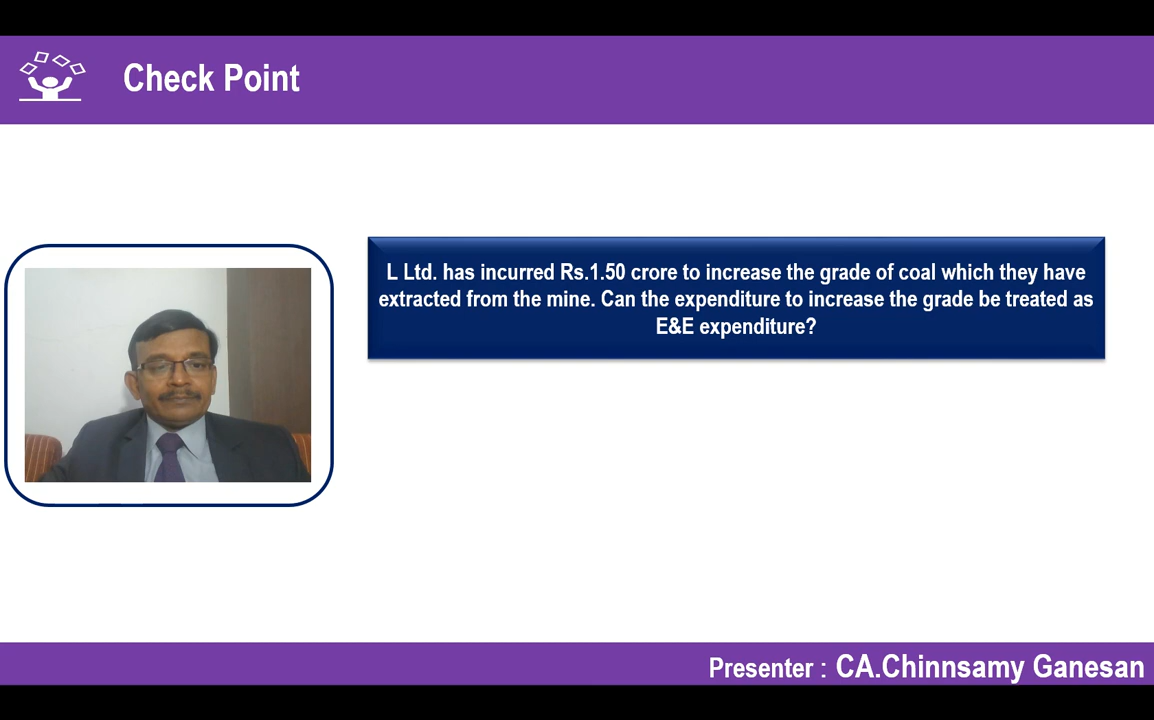 Check Point
L Ltd. has incurred Rs.1.50 crore to increase the grade of coal which they have
extracted from the mine. Can the expenditure to increase the grade be treated as
E&E expenditure?
Presenter : CA.Chinnsamy Ganesan